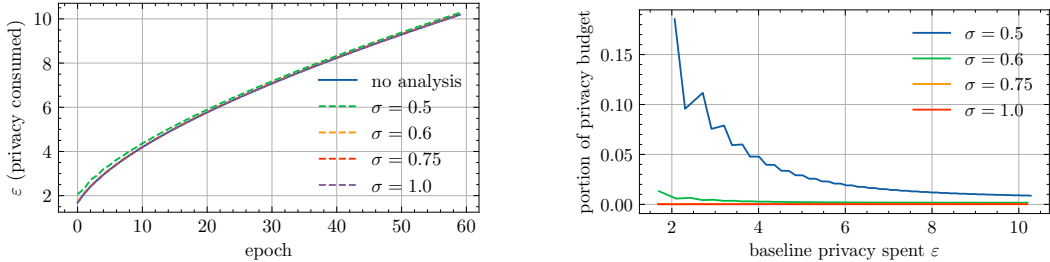 10
8
6
4
2
ε (privacy consumed)
0
10
20
30
40
50
60
epoch
no analysis
σ = 0.5
σ = 0.6
σ = 0.75
σ = 1.0
0.15
0.10
0.05
0.00
portion of privacy budget
2
4
6
8
10
baseline privacy spent ε
σ = 0.5
σ = 0.6
σ = 0.75
σ = 1.0